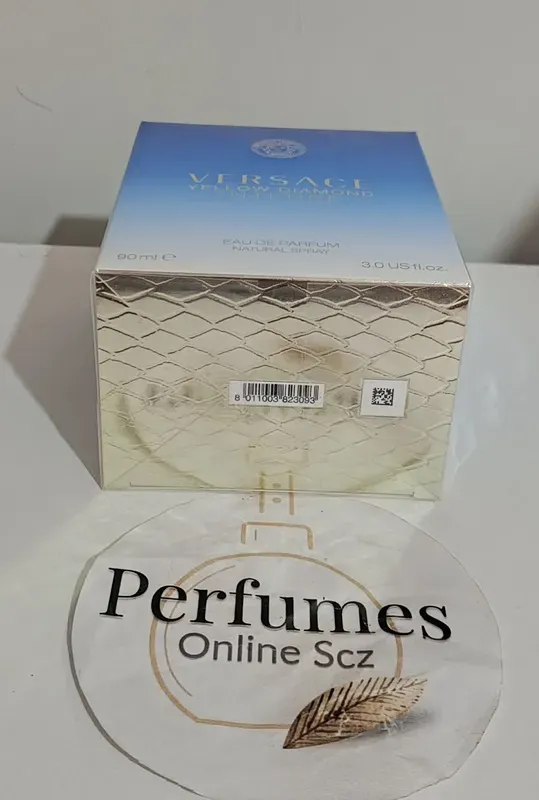 VERSACE
YELLOW DIAMOND
EAU DE PARFUM
NATURAL SPRAY
90 ml ℮
3.0 US fl.oz.
8 011003 823093
Perfumes
Online Scz